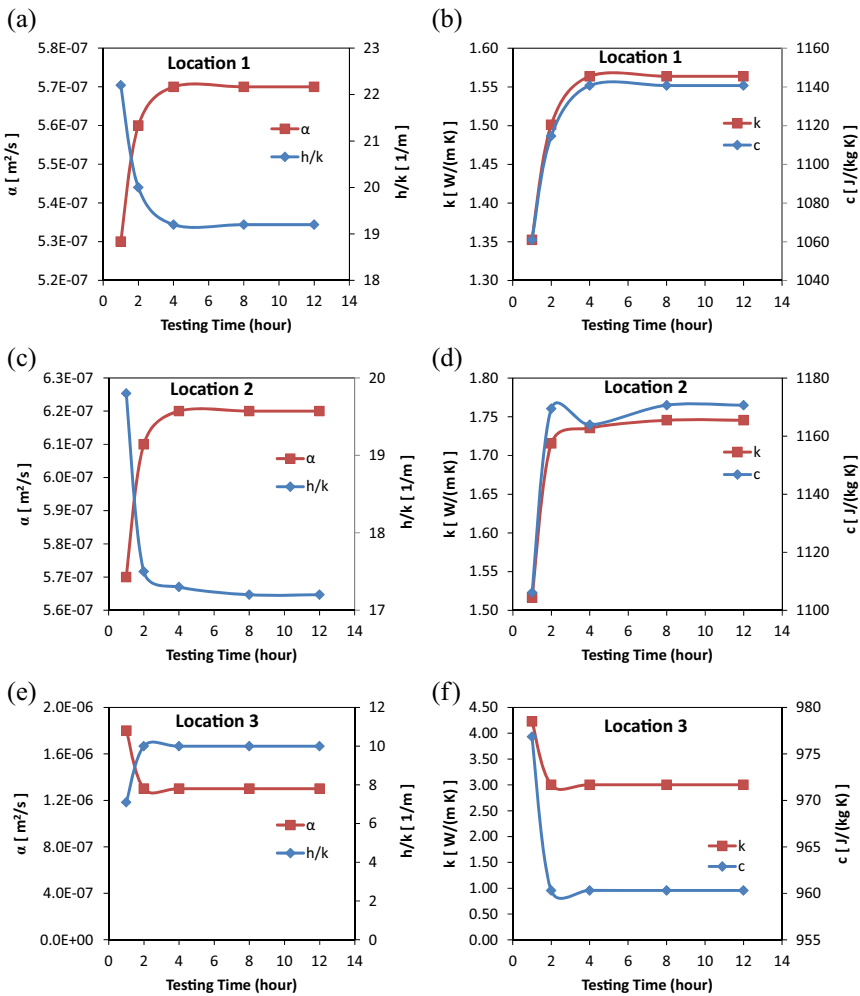 (a)
Location 1
α [ m²/s]
5.8E-07
5.7E-07
5.6E-07
5.5E-07
5.4E-07
5.3E-07
5.2E-07
23
22
21
20
19
18
h/k [ 1/m]
α
h/k
0 2 4 6 8 10 12 14
Testing Time (hour)
(b)
Location 1
k [ W/(m K) ]
1.60
1.55
1.50
1.45
1.40
1.35
1.30
1160
1140
1120
1100
1080
1060
1040
c [ J/(kg K)
k
c
0 2 4 6 8 10 12 14
Testing Time (hour)
(c)
Location 2
α [ m²/s]
6.3E-07
6.2E-07
6.1E-07
6.0E-07
5.9E-07
5.8E-07
5.7E-07
5.6E-07
20
19
18
17
h/k [ 1/m]
α
h/k
0 2 4 6 8 10 12 14
Testing Time (hour)
(d)
Location 2
k [ W/(m K) ]
1.80
1.75
1.70
1.65
1.60
1.55
1.50
1180
1160
1140
1120
1100
c [ J/(kg K)
k
c
0 2 4 6 8 10 12 14
Testing Time (hour)
(e)
Location 3
α [ m²/s]
2.0E-06
1.6E-06
1.2E-06
8.0E-07
4.0E-07
0.0E+00
12
10
8
6
4
2
0
h/k [ 1/m]
α
h/k
0 2 4 6 8 10 12 14
Testing Time (hour)
(f)
Location 3
k [ W/(m K) ]
4.50
4.00
3.50
3.00
2.50
2.00
1.50
1.00
0.50
0.00
980
975
970
965
960
955
c [ J/(kg K)
k
c
0 2 4 6 8 10 12 14
Testing Time (hour)